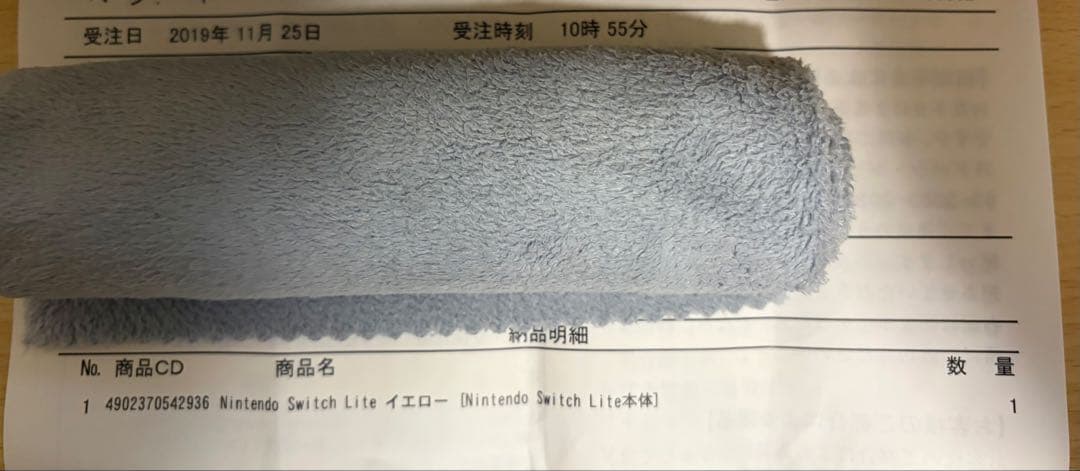 受注日 2019年 11月 25日 受注時刻 10時 55分
納品明細
No. 商品CD 商品名 数 量
1 4902370542936 Nintendo Switch Lite イエロー [Nintendo Switch Lite本体] 1